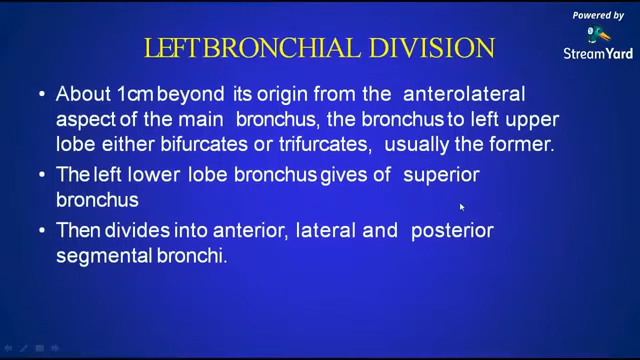 Powered by
StreamYard
LEFT BRONCHIAL DIVISION
• About 1cm beyond its origin from the anterolateral
aspect of the main bronchus, the bronchus to left upper
lobe either bifurcates or trifurcates, usually the former.
• The left lower lobe bronchus gives of superior
bronchus
• Then divides into anterior, lateral and posterior
segmental bronchi.